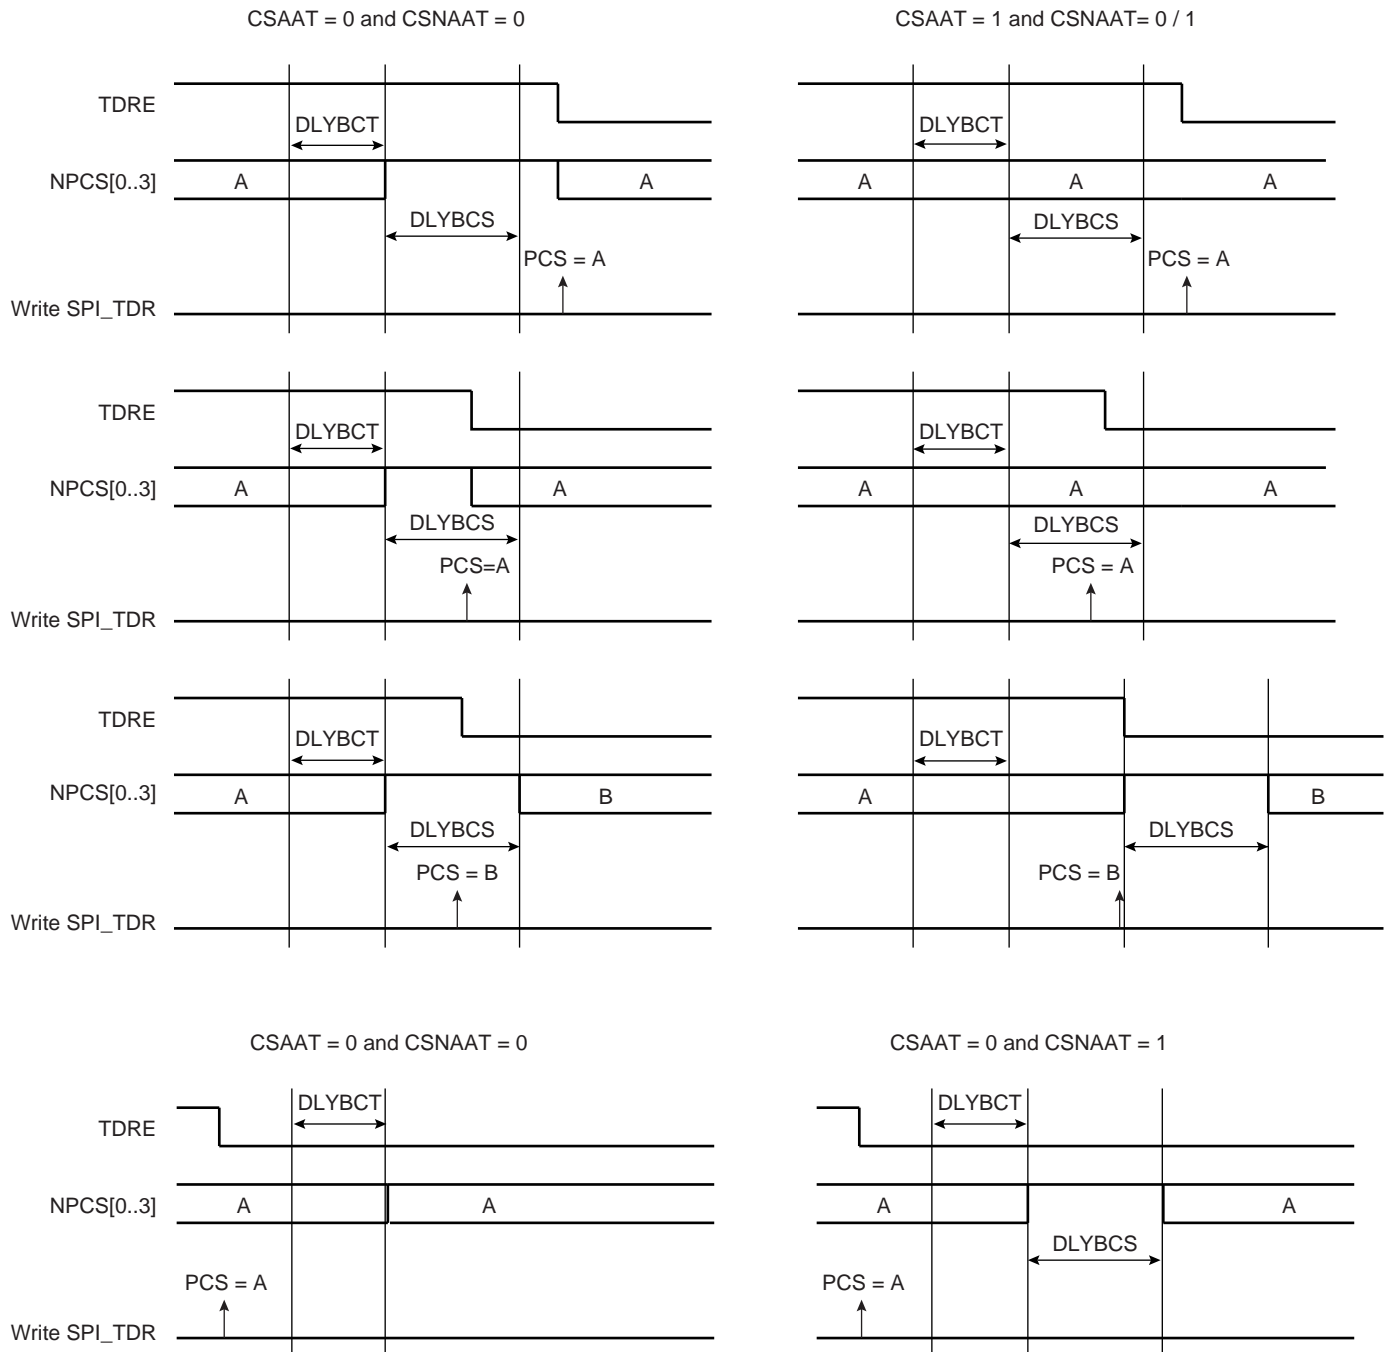 CSAAT = 0 and CSNAAT = 0
CSAAT = 1 and CSNAAT= 0 / 1
TDRE
DLYBCT
DLYBCT
NPCS[0..3]
A
A
A
A
A
DLYBCS
DLYBCS
PCS = A
PCS = A
Write SPI_TDR
TDRE
DLYBCT
DLYBCT
NPCS[0..3]
A
A
A
A
A
DLYBCS
DLYBCS
PCS=A
PCS = A
Write SPI_TDR
TDRE
DLYBCT
DLYBCT
NPCS[0..3]
A
B
A
B
DLYBCS
DLYBCS
PCS = B
PCS = B
Write SPI_TDR
CSAAT = 0 and CSNAAT = 0
CSAAT = 0 and CSNAAT = 1
DLYBCT
DLYBCT
TDRE
NPCS[0..3]
A
A
A
A
DLYBCS
PCS = A
PCS = A
Write SPI_TDR